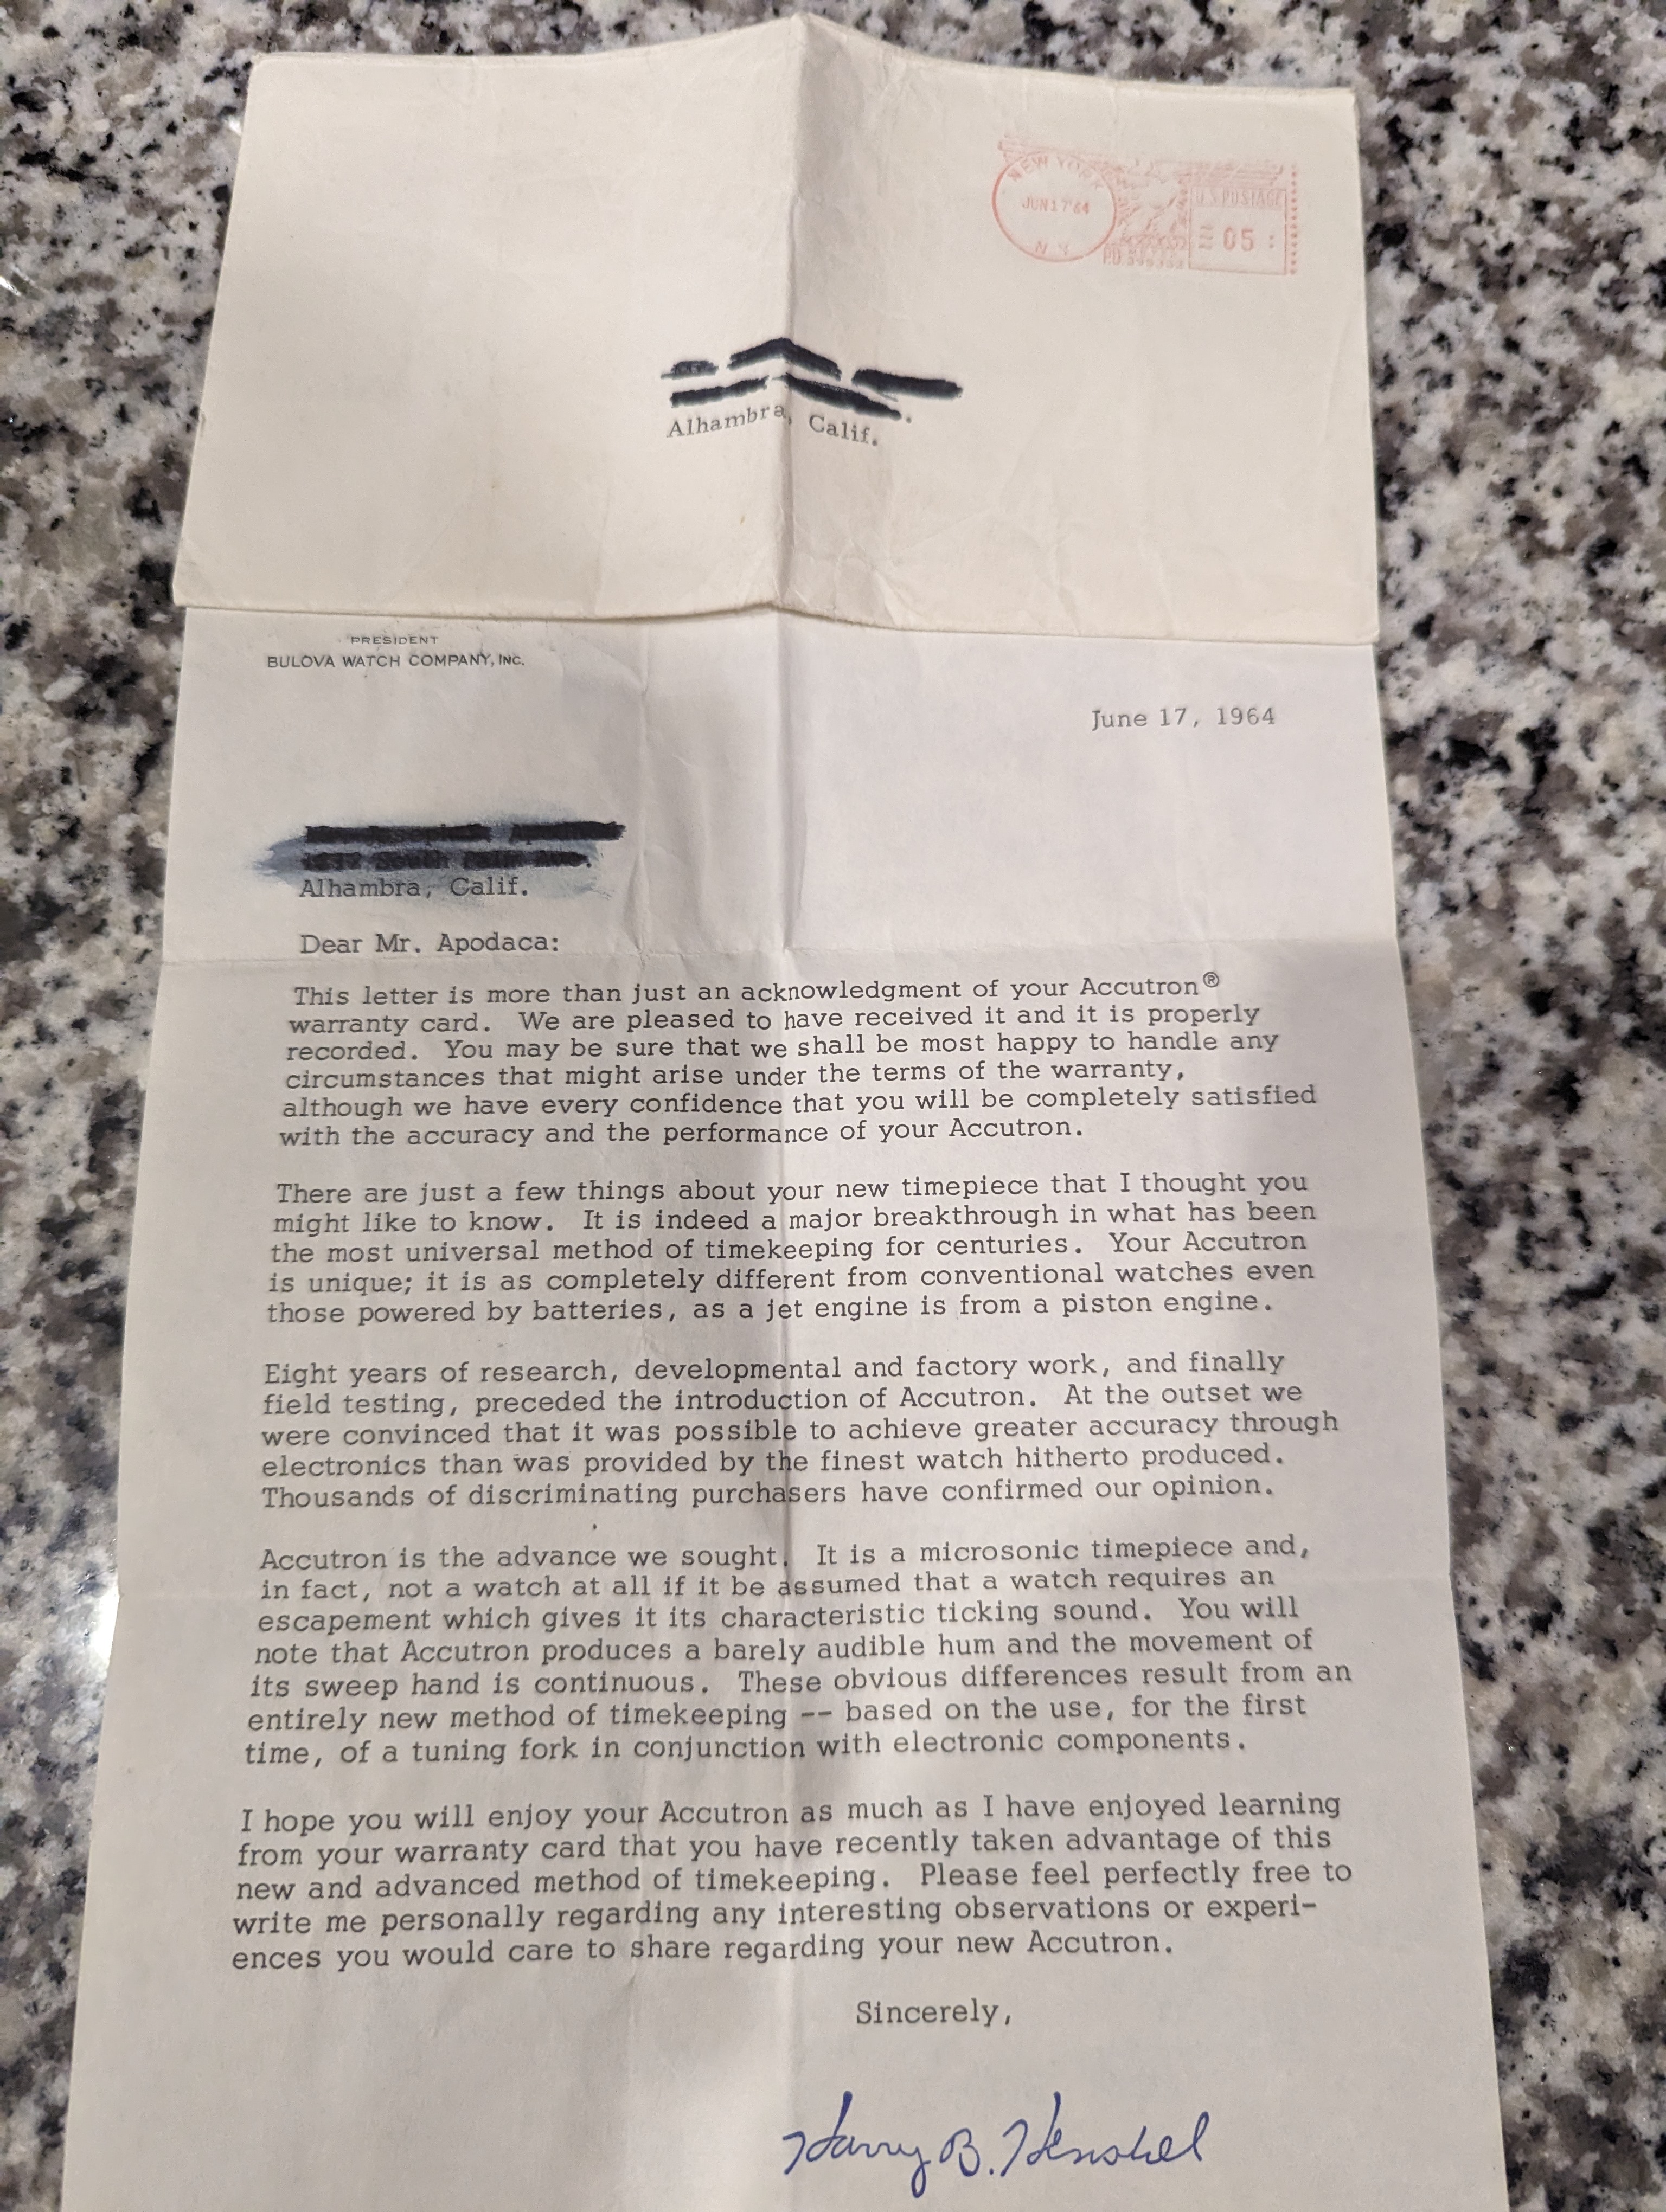 NEW YORK
JUN 17 '64
N.Y.
U.S. POSTAGE
05
Alhambra, Calif.
PRESIDENT
BULOVA WATCH COMPANY, INC.
June 17, 1964
Alhambra, Calif.
Dear Mr. Apodaca:
This letter is more than just an acknowledgment of your Accutron®
warranty card. We are pleased to have received it and it is properly
recorded. You may be sure that we shall be most happy to handle any
circumstances that might arise under the terms of the warranty,
although we have every confidence that you will be completely satisfied
with the accuracy and the performance of your Accutron.
There are just a few things about your new timepiece that I thought you
might like to know. It is indeed a major breakthrough in what has been
the most universal method of timekeeping for centuries. Your Accutron
is unique; it is as completely different from conventional watches even
those powered by batteries, as a jet engine is from a piston engine.
Eight years of research, developmental and factory work, and finally
field testing, preceded the introduction of Accutron. At the outset we
were convinced that it was possible to achieve greater accuracy through
electronics than was provided by the finest watch hitherto produced.
Thousands of discriminating purchasers have confirmed our opinion.
Accutron is the advance we sought. It is a microsonic timepiece and,
in fact, not a watch at all if it be assumed that a watch requires an
escapement which gives it its characteristic ticking sound. You will
note that Accutron produces a barely audible hum and the movement of
its sweep hand is continuous. These obvious differences result from an
entirely new method of timekeeping -- based on the use, for the first
time, of a tuning fork in conjunction with electronic components.
I hope you will enjoy your Accutron as much as I have enjoyed learning
from your warranty card that you have recently taken advantage of this
new and advanced method of timekeeping. Please feel perfectly free to
write me personally regarding any interesting observations or experi-
ences you would care to share regarding your new Accutron.
Sincerely,
Harry B. Henshel